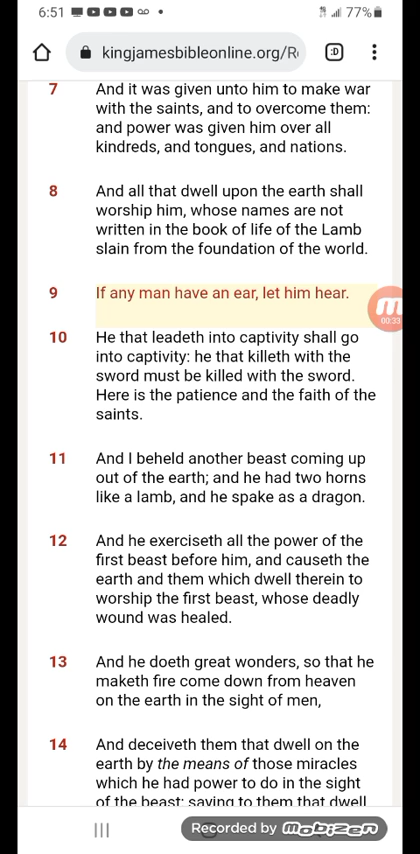 6:51
77%
kingjamesbibleonline.org/R
:D
7 And it was given unto him to make war
with the saints, and to overcome them:
and power was given him over all
kindreds, and tongues, and nations.
8 And all that dwell upon the earth shall
worship him, whose names are not
written in the book of life of the Lamb
slain from the foundation of the world.
9 If any man have an ear, let him hear.
00:33
10 He that leadeth into captivity shall go
into captivity: he that killeth with the
sword must be killed with the sword.
Here is the patience and the faith of the
saints.
11 And I beheld another beast coming up
out of the earth; and he had two horns
like a lamb, and he spake as a dragon.
12 And he exerciseth all the power of the
first beast before him, and causeth the
earth and them which dwell therein to
worship the first beast, whose deadly
wound was healed.
13 And he doeth great wonders, so that he
maketh fire come down from heaven
on the earth in the sight of men,
14 And deceiveth them that dwell on the
earth by the means of those miracles
which he had power to do in the sight
of the beast; saying to them that dwell
Recorded by mobizen